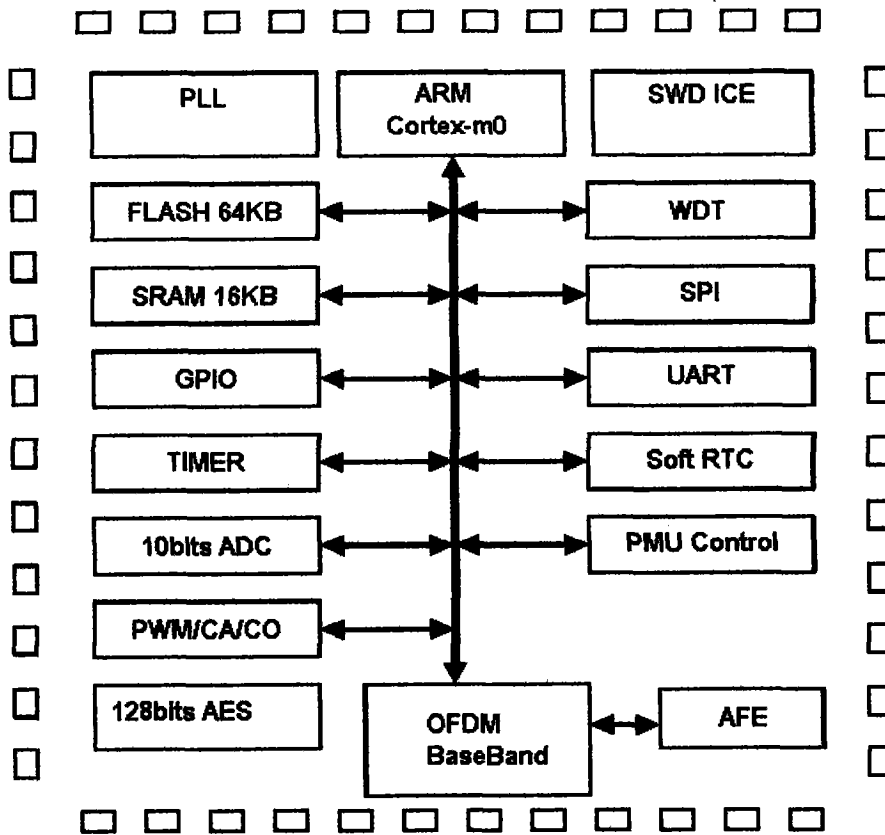 PLL
ARM
Cortex-m0
SWD ICE
FLASH 64KB
WDT
SRAM 16KB
SPI
GPIO
UART
TIMER
Soft RTC
10bits ADC
PMU Control
PWM/CA/CO
128bits AES
OFDM
BaseBand
AFE